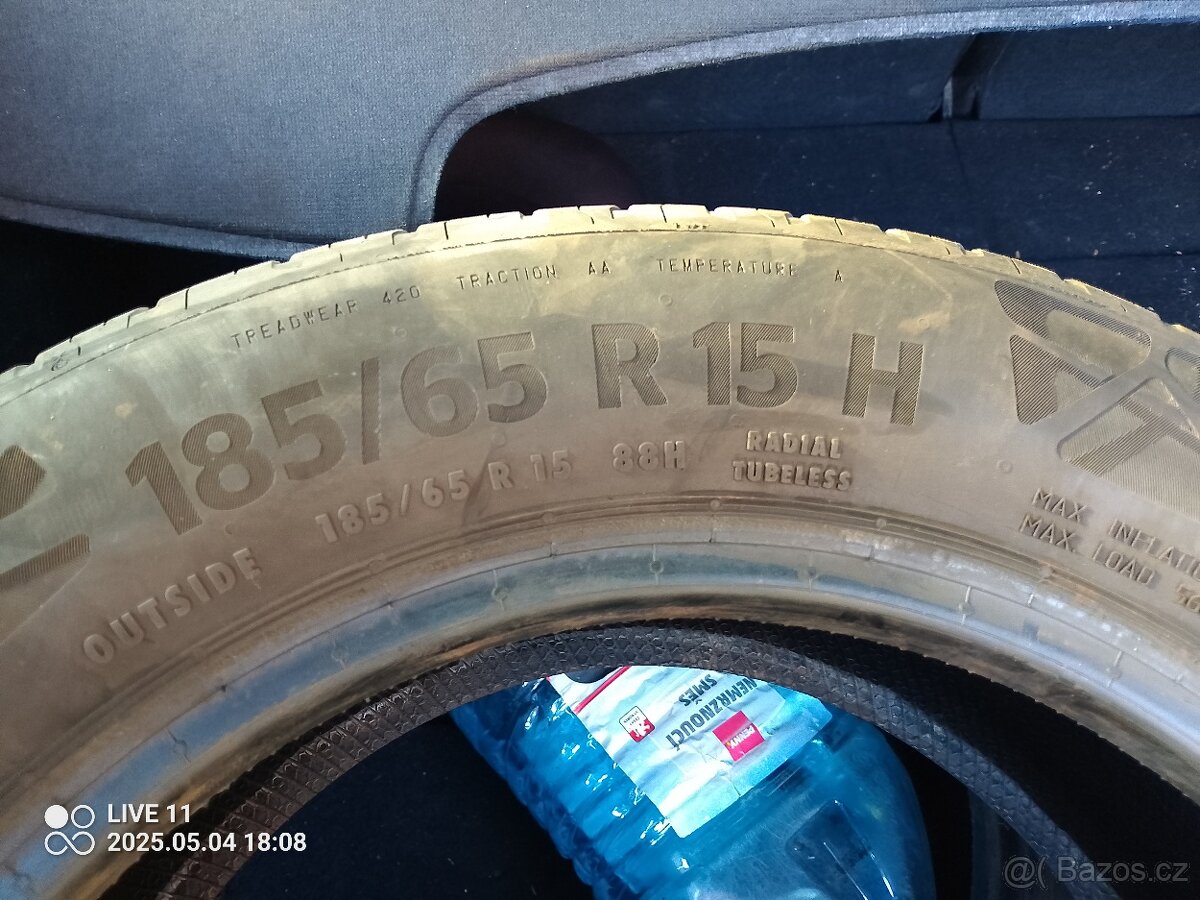 TREADWEAR 420 TRACTION AA TEMPERATURE A
185/65 R 15 H
OUTSIDE 185/65 R 15 88H
RADIAL
TUBELESS
MAX INFLATIO
MAX. LOAD
NEMRZNOUCÍ
SMĚS
PENNY
LIVE 11
2025.05.04 18:08
@( Bazos.cz